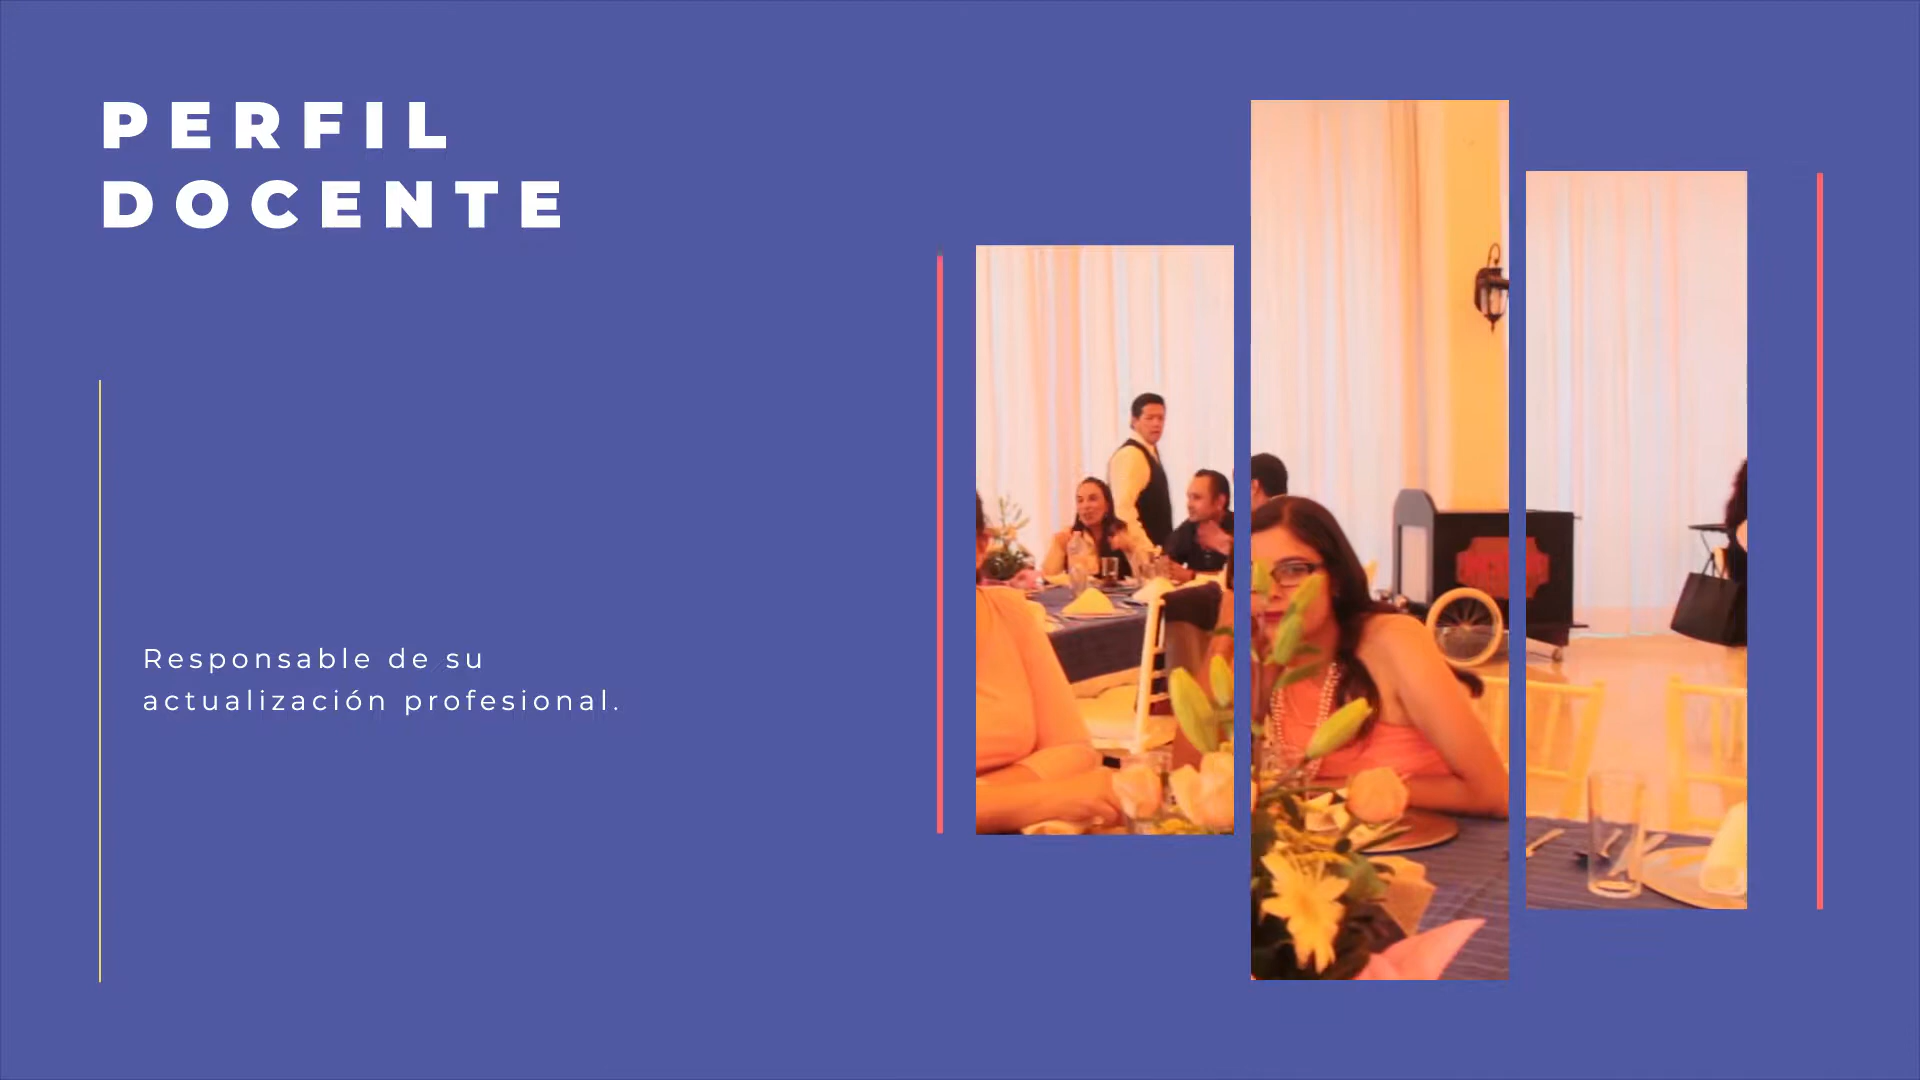 PERFIL
DOCENTE
Responsable de su
actualización profesional.